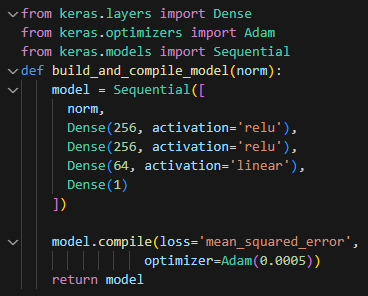 from keras.layers import Dense
from keras.optimizers import Adam
from keras.models import Sequential
def build_and_compile_model(norm):
    model = Sequential([
      norm,
      Dense(256, activation='relu'),
      Dense(256, activation='relu'),
      Dense(64, activation='linear'),
      Dense(1)
    ])

    model.compile(loss='mean_squared_error',
                optimizer=Adam(0.0005))
    return model